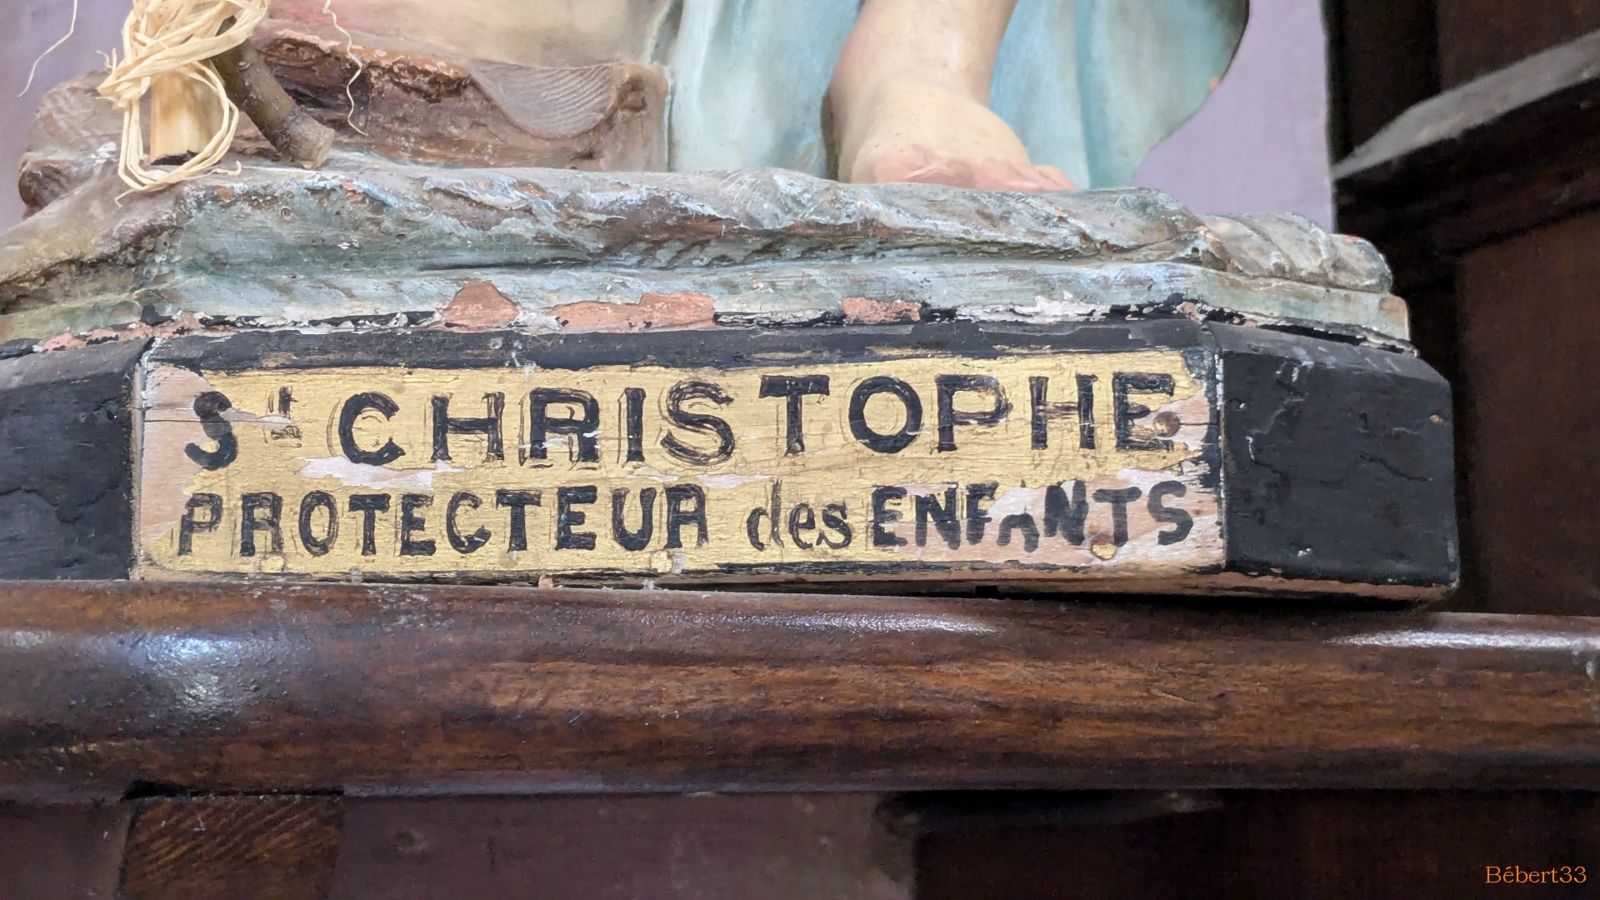 St CHRISTOPHE
PROTECTEUR des ENFANTS
Bébert33